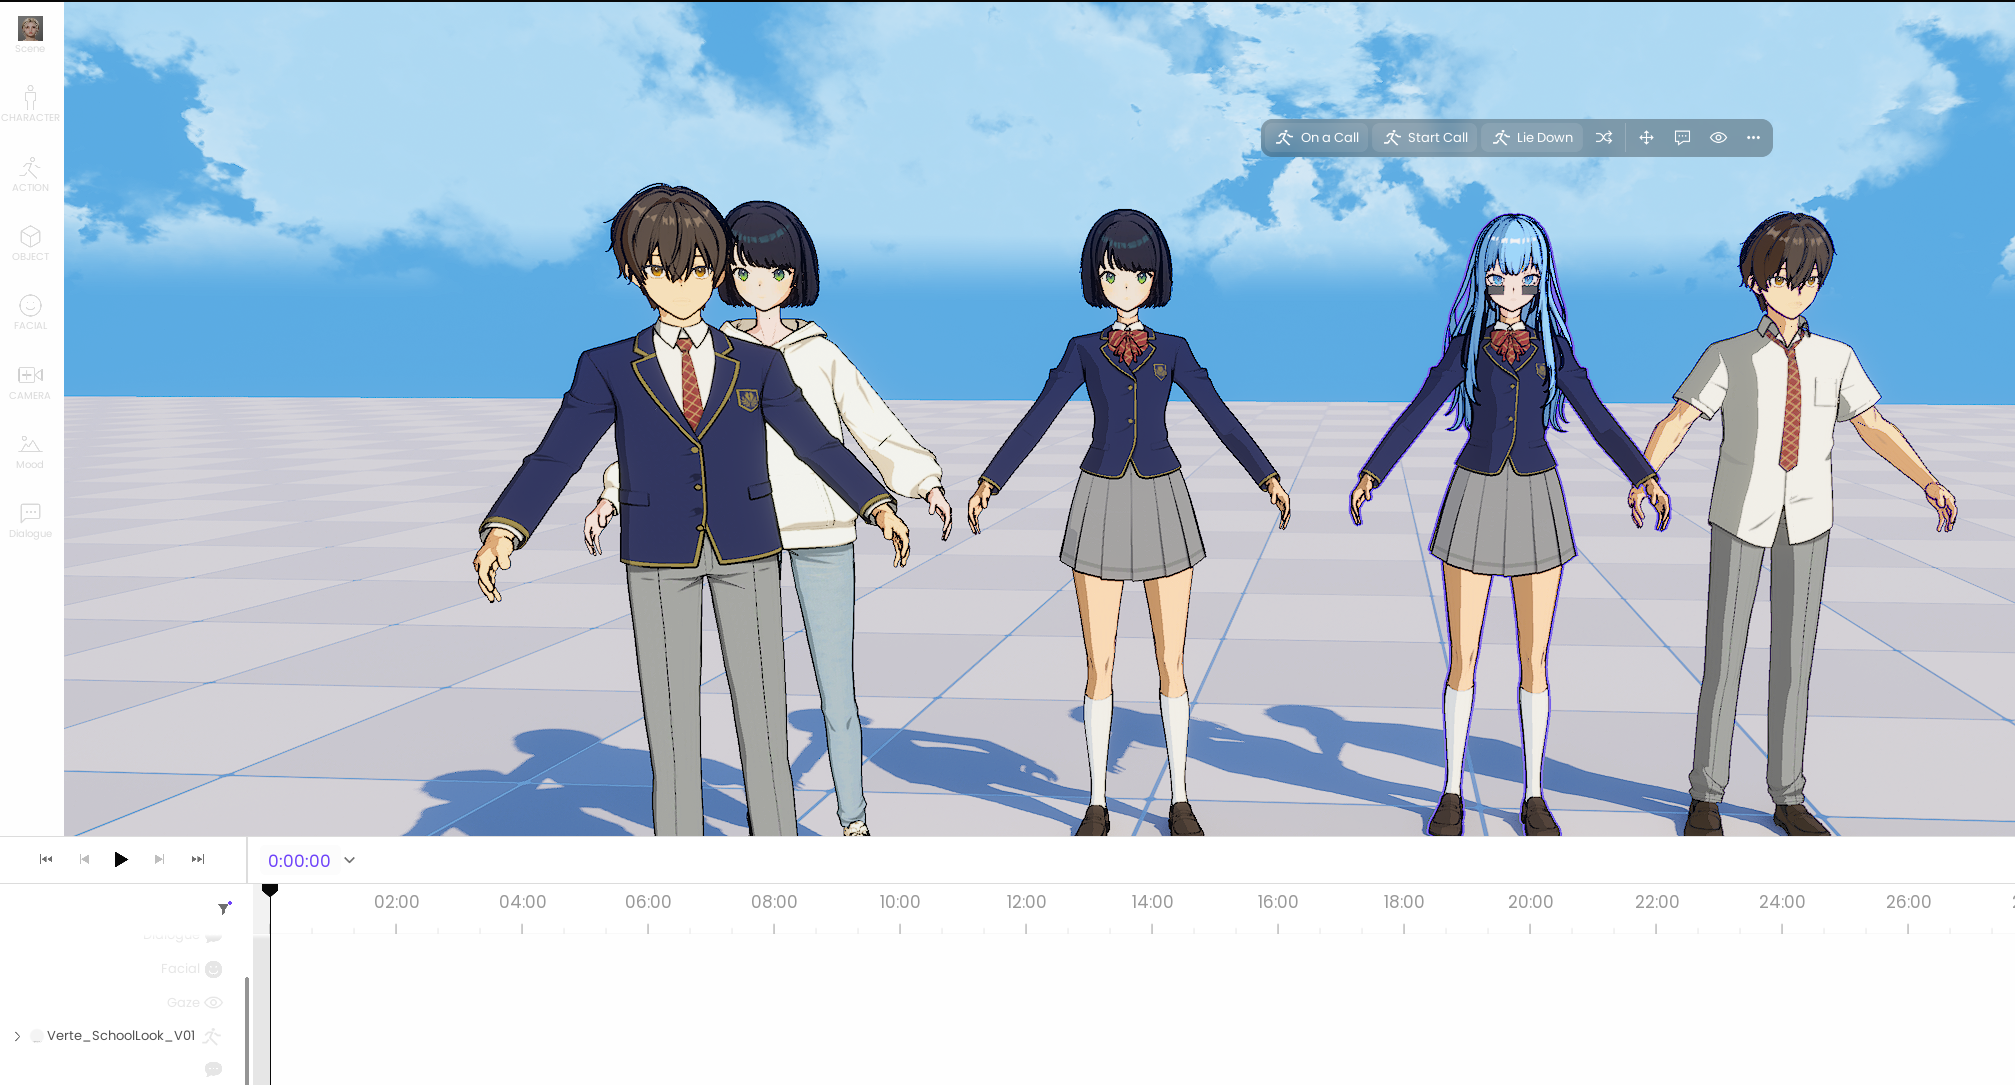 Scene
CHARACTER
ACTION
OBJECT
FACIAL
CAMERA
Mood
Dialogue
On a Call
Start Call
Lie Down
0:00:00
02:00 04:00 06:00 08:00 10:00 12:00 14:00 16:00 18:00 20:00 22:00 24:00 26:00
Dialogue
Facial
Gaze
Verte_SchoolLook_V01